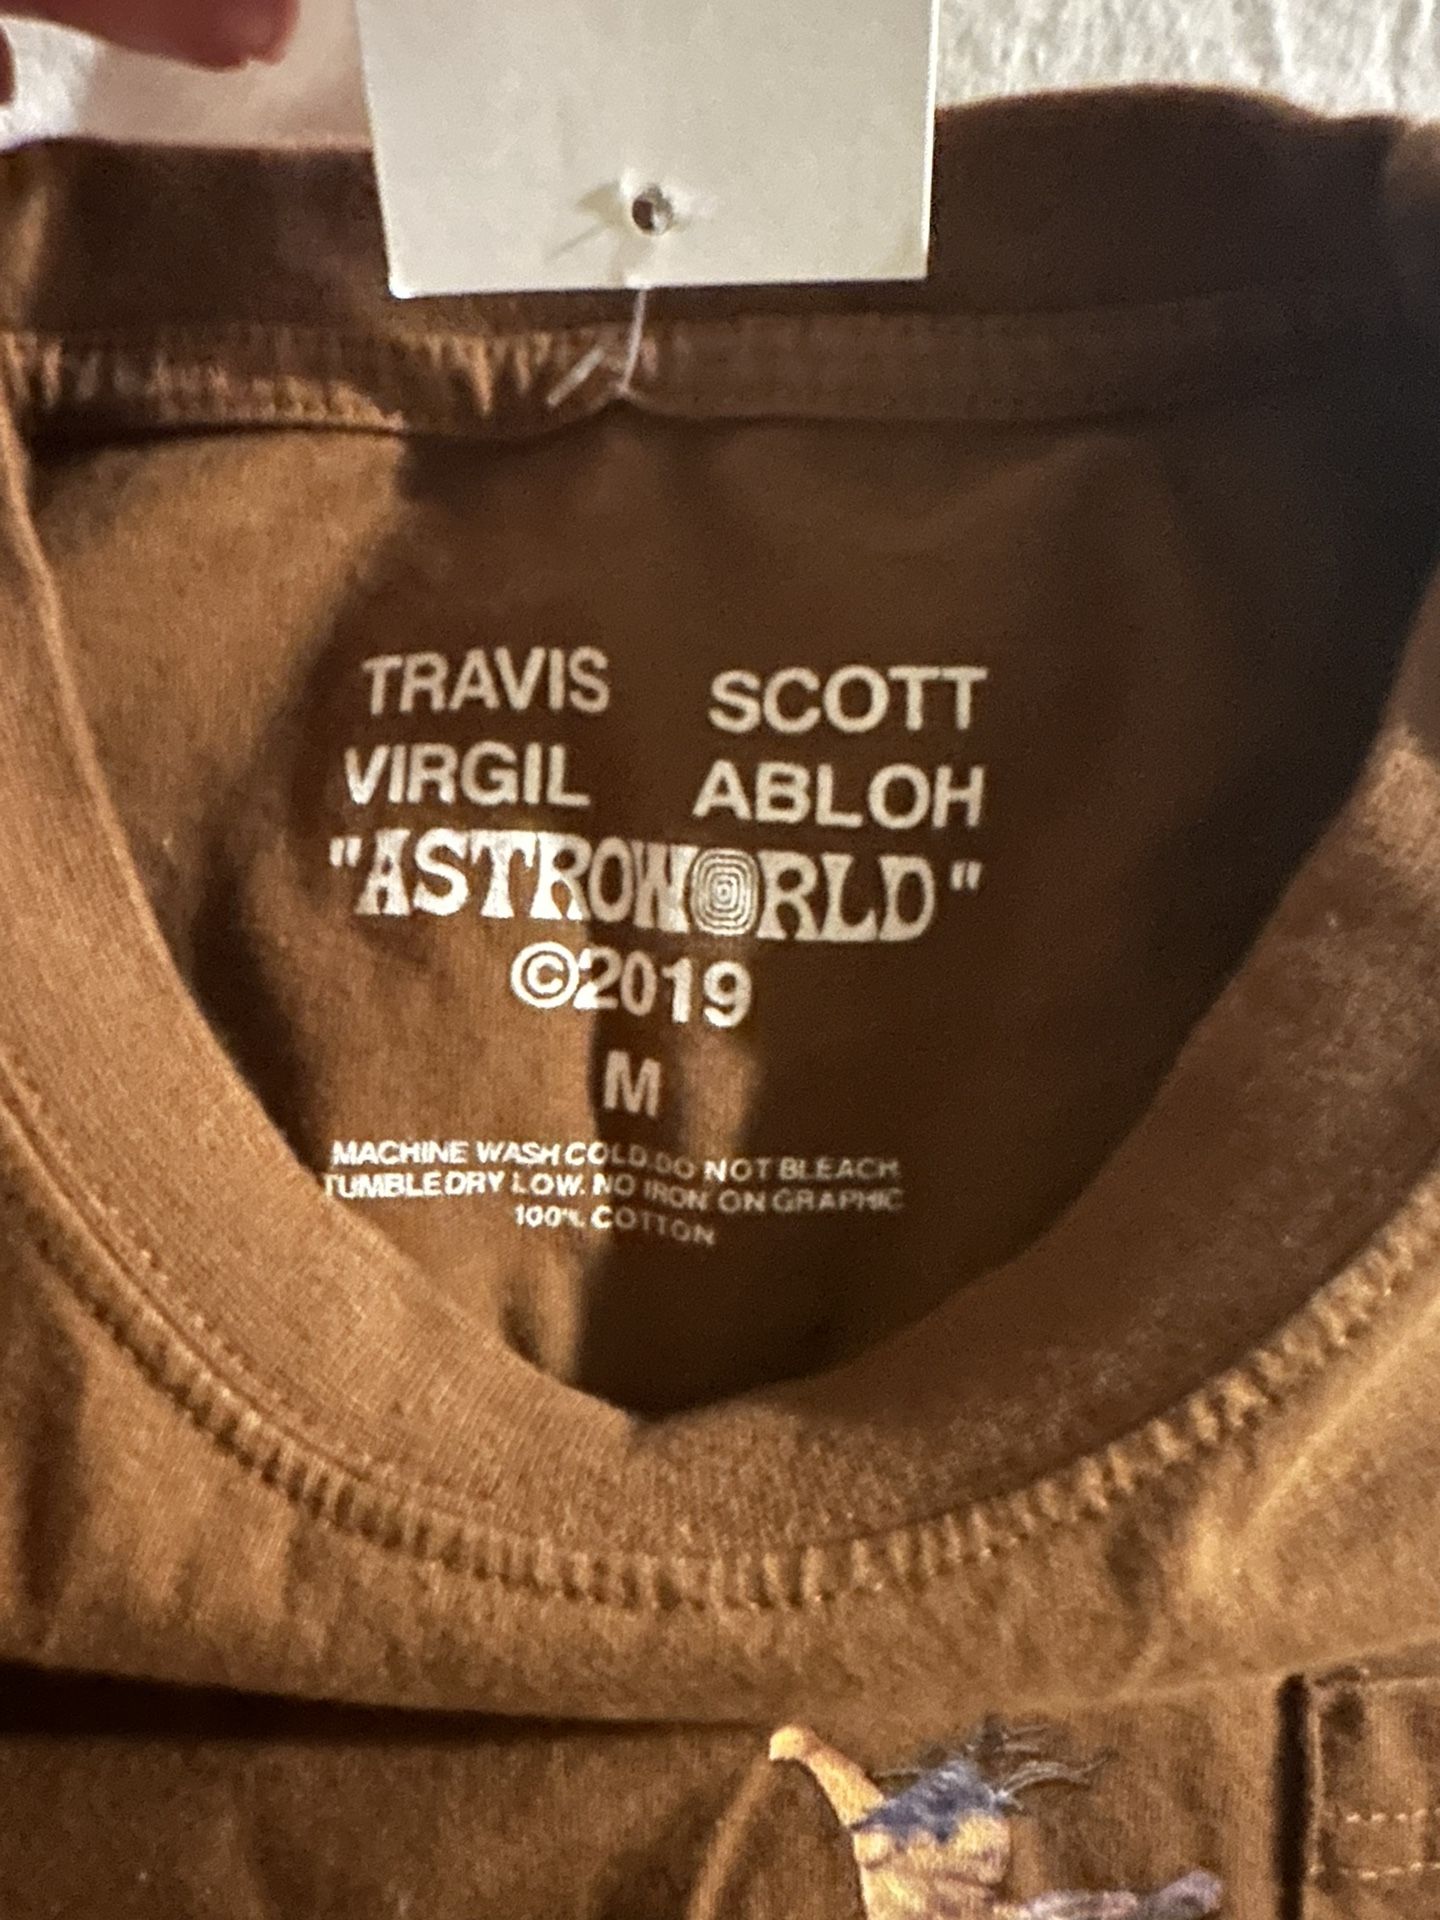 TRAVIS SCOTT
VIRGIL ABLOH
"ASTROWORLD"
©2019
M
MACHINE WASH COLD. DO NOT BLEACH.
TUMBLE DRY LOW. NO IRON ON GRAPHIC
100% COTTON